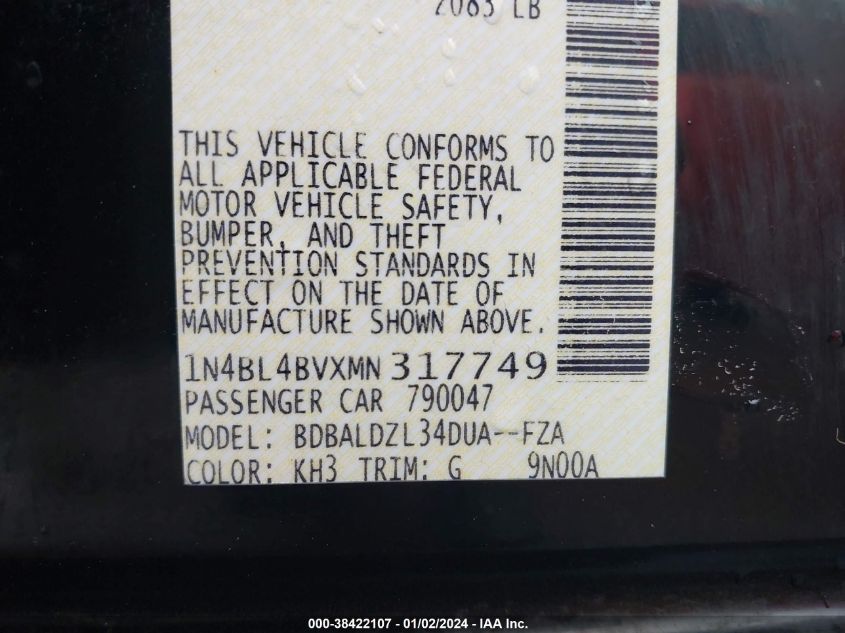 2083 LB
THIS VEHICLE CONFORMS TO
ALL APPLICABLE FEDERAL
MOTOR VEHICLE SAFETY,
BUMPER, AND THEFT
PREVENTION STANDARDS IN
EFFECT ON THE DATE OF
MANUFACTURE SHOWN ABOVE.
1N4BL4BVXMN 317749
PASSENGER CAR 790047
MODEL: BDBALDZL34DUA--FZA
COLOR: KH3 TRIM: G 9N00A
000-38422107 - 01/02/2024 - IAA Inc.